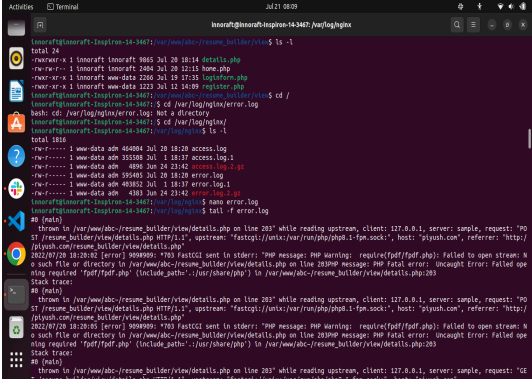 Activities
Terminal
Jul 21 08:09
innoraft@innoraft-Inspiron-14-3467: /var/log/nginx
innoraft@innoraft-Inspiron-14-3467:/var/www/abc~/resume_builder/view$ ls -l
total 24
-rwxrwxr-x 1 innoraft innoraft 9865 Jul 20 18:14 details.php
-rw-rw-r-- 1 innoraft innoraft 2404 Jul 20 12:15 home.php
-rwxr-xr-x 1 innoraft www-data 2266 Jul 19 17:35 loginform.php
-rwxr-xr-x 1 innoraft www-data 1223 Jul 12 14:09 register.php
innoraft@innoraft-Inspiron-14-3467:/var/www/abc~/resume_builder/view$ cd /
innoraft@innoraft-Inspiron-14-3467:/$ cd /var/log/nginx/error.log
bash: cd: /var/log/nginx/error.log: Not a directory
innoraft@innoraft-Inspiron-14-3467:/$ cd /var/log/nginx/
innoraft@innoraft-Inspiron-14-3467:/var/log/nginx$ ls -l
total 1816
-rw-r----- 1 www-data adm 464004 Jul 20 18:20 access.log
-rw-r----- 1 www-data adm 355508 Jul 1 18:37 access.log.1
-rw-r----- 1 www-data adm 4896 Jun 24 23:42 access.log.2.gz
-rw-r----- 1 www-data adm 595405 Jul 20 18:20 error.log
-rw-r----- 1 www-data adm 403852 Jul 1 18:37 error.log.1
-rw-r----- 1 www-data adm 4383 Jun 24 23:42 error.log.2.gz
innoraft@innoraft-Inspiron-14-3467:/var/log/nginx$ nano error.log
innoraft@innoraft-Inspiron-14-3467:/var/log/nginx$ tail -f error.log
#0 {main}
thrown in /var/www/abc~/resume_builder/view/details.php on line 203" while reading upstream, client: 127.0.0.1, server: sample, request: "PO
ST /resume_builder/view/details.php HTTP/1.1", upstream: "fastcgi://unix:/var/run/php/php8.1-fpm.sock:", host: "piyush.com", referrer: "http:/
/piyush.com/resume_builder/view/details.php"
2022/07/20 18:20:02 [error] 909#909: *703 FastCGI sent in stderr: "PHP message: PHP Warning: require(fpdf/fpdf.php): Failed to open stream: N
o such file or directory in /var/www/abc~/resume_builder/view/details.php on line 203PHP message: PHP Fatal error: Uncaught Error: Failed ope
ning required 'fpdf/fpdf.php' (include_path='.:/usr/share/php') in /var/www/abc~/resume_builder/view/details.php:203
Stack trace:
#0 {main}
thrown in /var/www/abc~/resume_builder/view/details.php on line 203" while reading upstream, client: 127.0.0.1, server: sample, request: "PO
ST /resume_builder/view/details.php HTTP/1.1", upstream: "fastcgi://unix:/var/run/php/php8.1-fpm.sock:", host: "piyush.com", referrer: "http:/
/piyush.com/resume_builder/view/details.php"
2022/07/20 18:20:05 [error] 909#909: *703 FastCGI sent in stderr: "PHP message: PHP Warning: require(fpdf/fpdf.php): Failed to open stream: N
o such file or directory in /var/www/abc~/resume_builder/view/details.php on line 203PHP message: PHP Fatal error: Uncaught Error: Failed ope
ning required 'fpdf/fpdf.php' (include_path='.:/usr/share/php') in /var/www/abc~/resume_builder/view/details.php:203
Stack trace:
#0 {main}
thrown in /var/www/abc~/resume_builder/view/details.php on line 203" while reading upstream, client: 127.0.0.1, server: sample, request: "G